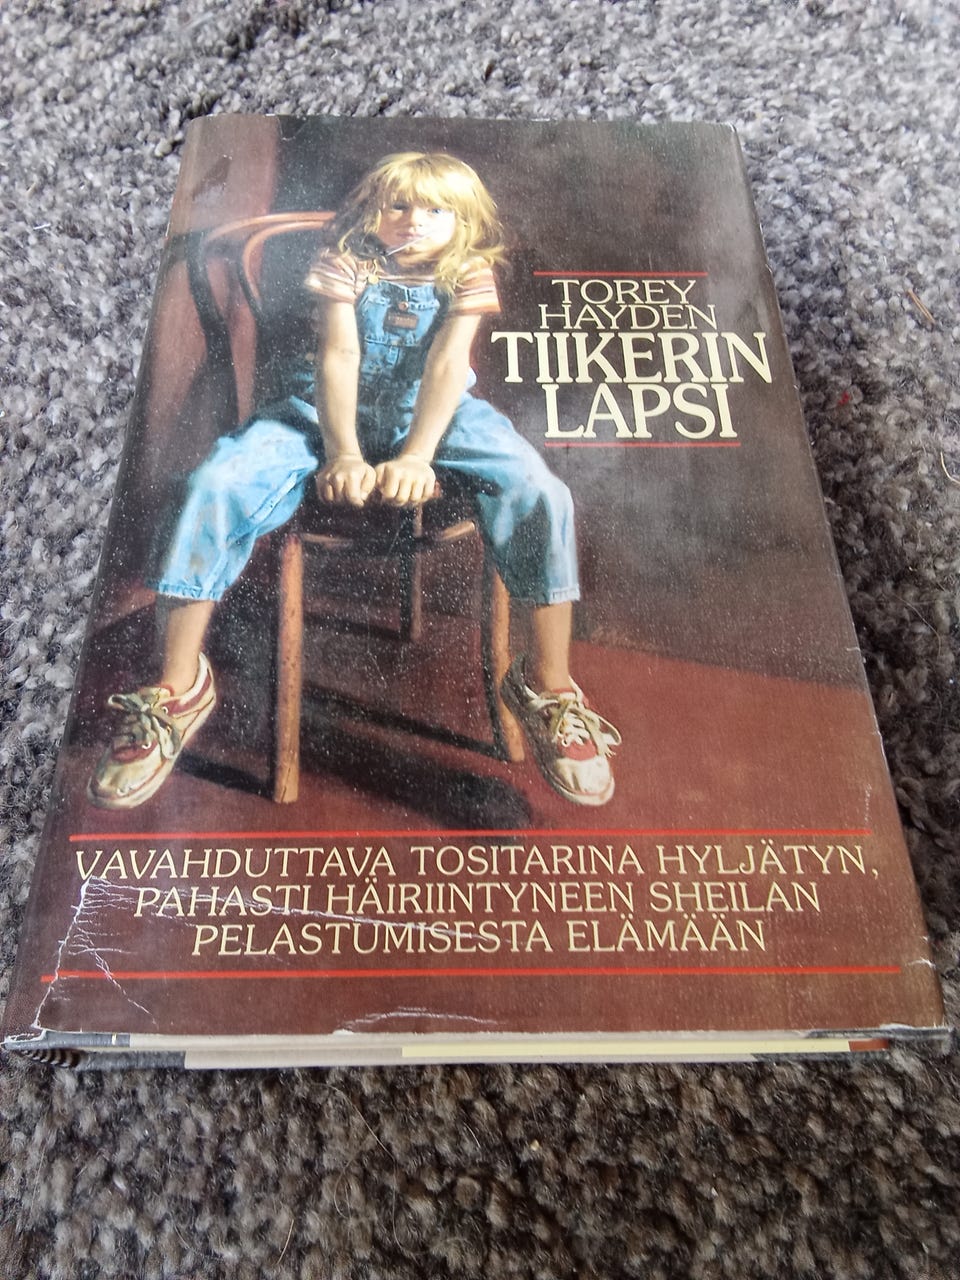 TOREY
HAYDEN
TIIKERIN
LAPSI
VAVAHDUTTAVA TOSITARINA HYLJÄTYN,
PAHASTI HÄIRIINTYNEEN SHEILAN
PELASTUMISESTA ELÄMÄÄN